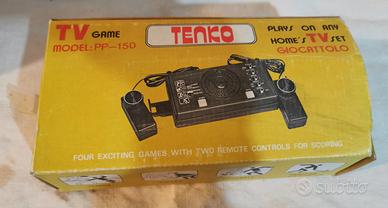 TV GAME
MODEL: PP-150
TENKO
PLAYS ON ANY
HOME'S TV SET
GIOCATTOLO
FOUR EXCITING GAMES WITH TWO REMOTE CONTROLS FOR SCORING
subito